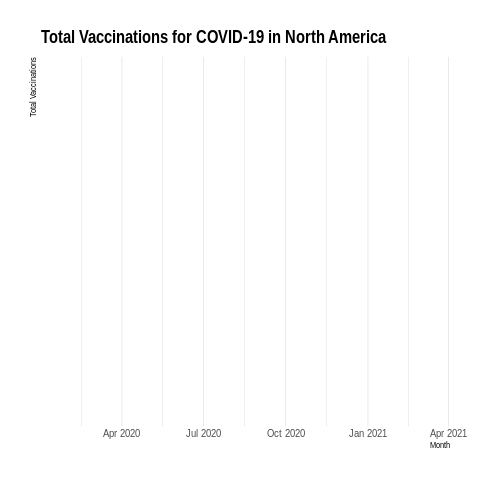 Total Vaccinations for COVID-19 in North America
Total Vaccinations
Apr 2020 Jul 2020 Oct 2020 Jan 2021 Apr 2021
Month